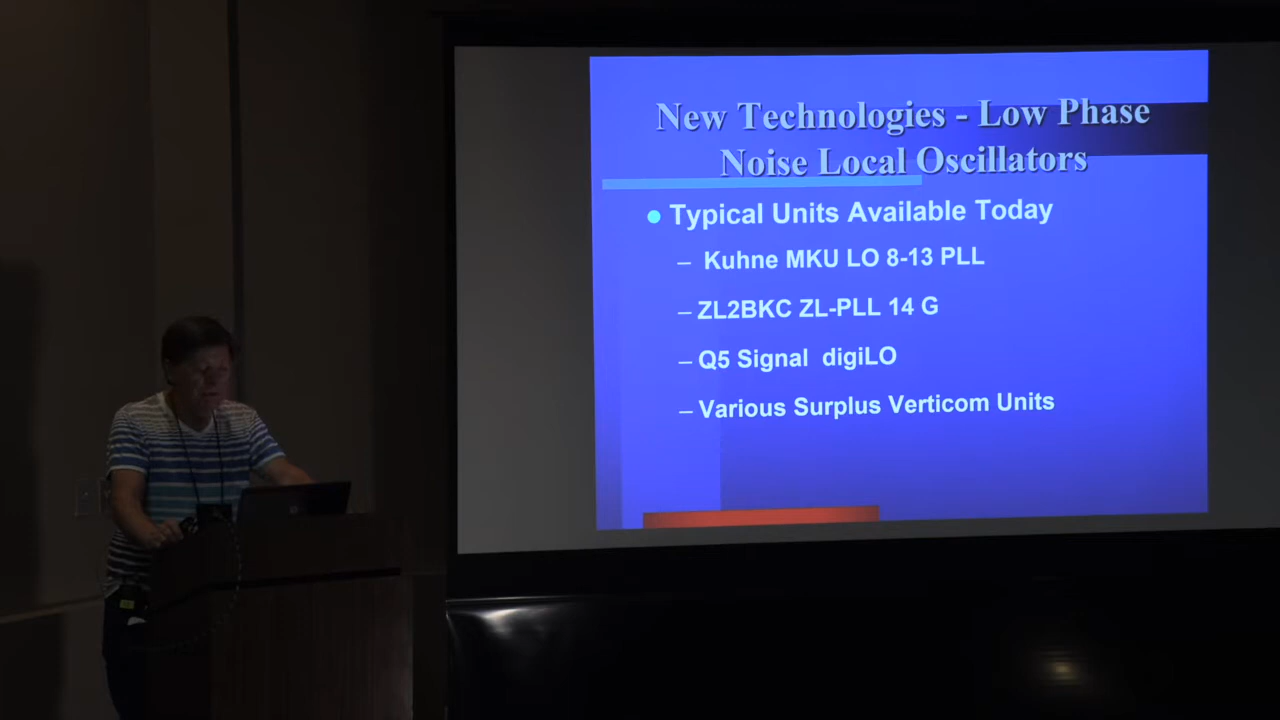 New Technologies - Low Phase
Noise Local Oscillators
● Typical Units Available Today
– Kuhne MKU LO 8-13 PLL
– ZL2BKC ZL-PLL 14 G
– Q5 Signal digiLO
– Various Surplus Verticom Units